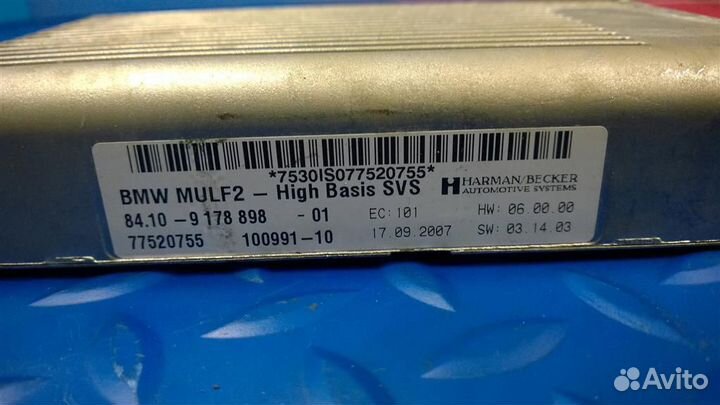 *7530IS077520755*
BMW MULF2 – High Basis SVS
HARMAN/BECKER
AUTOMOTIVE SYSTEMS
84.10 – 9 178 898 - 01 EC: 101 HW: 06.00.00
77520755 100991-10 17.09.2007 SW: 03.14.03
Avito